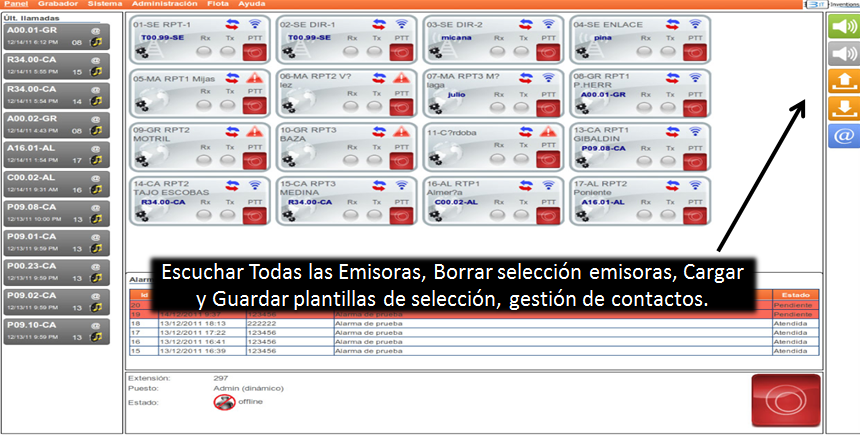 Panel Grabador Sistema Administración Flota Ayuda
Últ. llamadas
A00.01-GR @
12/14/11 6:12 PM 08
R34.00-CA @
12/14/11 5:55 PM 15
R34.00-CA @
12/14/11 5:54 PM 14
A00.02-GR @
12/14/11 4:43 PM 08
A16.01-AL @
12/14/11 1:54 PM 17
C00.02-AL @
12/14/11 9:31 AM 16
P09.08-CA @
12/13/11 10:00 PM 13
P09.01-CA @
12/13/11 9:59 PM 13
P00.23-CA @
12/13/11 9:59 PM 13
P09.02-CA @
12/13/11 9:59 PM 13
P09.10-CA @
12/13/11 9:59 PM 13
01-SE RPT-1
T00.99-SE Rx Tx PTT
02-SE DIR-1
T00.99-SE Rx Tx PTT
03-SE DIR-2
micana Rx Tx PTT
04-SE ENLACE
pina Rx Tx PTT
05-MA RPT1 Mijas
Rx Tx PTT
06-MA RPT2 V?
lez
Rx Tx PTT
07-MA RPT3 M?
laga
julio Rx Tx PTT
08-GR RPT1
P.HERR
A00.01-GR Rx Tx PTT
09-GR RPT2
MOTRIL
Rx Tx PTT
10-GR RPT3
BAZA
Rx Tx PTT
11-C?rdoba
Rx Tx PTT
13-CA RPT1
GIBALDIN
P09.08-CA Rx Tx PTT
14-CA RPT2
TAJO ESCOBAS
R34.00-CA Rx Tx PTT
15-CA RPT3
MEDINA
R34.00-CA Rx Tx PTT
16-AL RTP1
Almer?a
C00.02-AL Rx Tx PTT
17-AL RPT2
Poniente
A16.01-AL Rx Tx PTT
@
Escuchar Todas las Emisoras, Borrar selección emisoras, Cargar
y Guardar plantillas de selección, gestión de contactos.
Id Estado
20 Pendiente
19 14/12/2011 9:37 123456 Alarma de prueba Pendiente
18 13/12/2011 18:13 222222 Alarma de prueba Atendida
17 13/12/2011 17:22 123456 Alarma de prueba Atendida
16 13/12/2011 16:41 123456 Alarma de prueba Atendida
15 13/12/2011 16:39 123456 Alarma de prueba Atendida
Extensión: 297
Puesto: Admin (dinámico)
Estado: offline